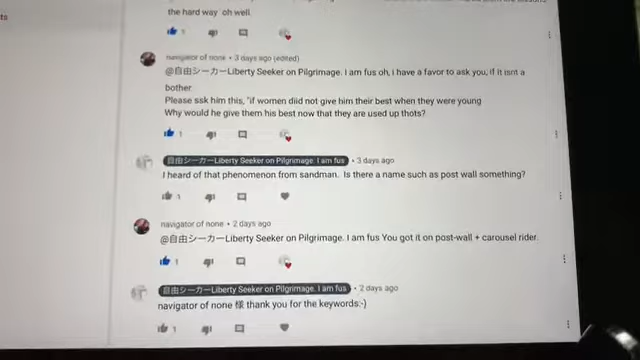 ts
the hard way oh well
1
navigator of none • 3 days ago (edited)
@自由シーカーLiberty Seeker on Pilgrimage. I am fus oh, i have a favor to ask you, if it isnt a
bother.
Please ssk him this, "if women diid not give him their best when they were young
Why would he give them his best now that they are used up thots?
1
自由シーカーLiberty Seeker on Pilgrimage. I am fus • 3 days ago
I heard of that phenomenon from sandman. Is there a name such as post wall something?
1
navigator of none • 2 days ago
@自由シーカーLiberty Seeker on Pilgrimage. I am fus You got it on post-wall + carousel rider.
1
自由シーカーLiberty Seeker on Pilgrimage. I am fus • 2 days ago
navigator of none 様 thank you for the keywords:-)
1